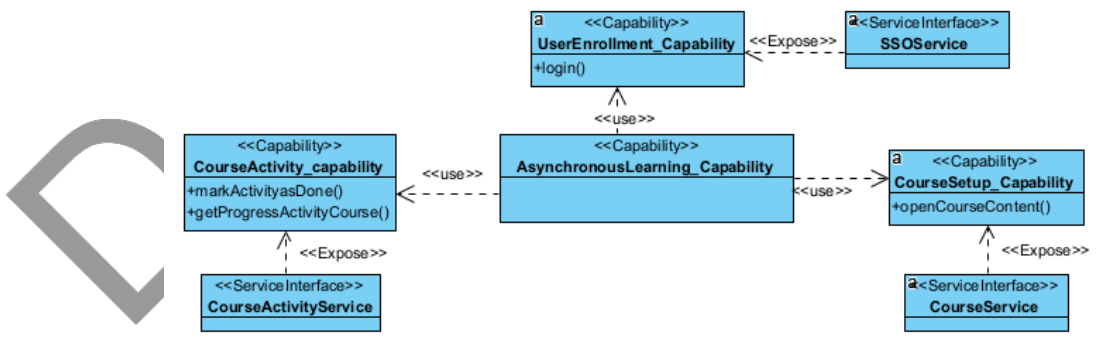 a
<<Capability>>
UserEnrollment_Capability
+login()
<<Expose>>
a
<<ServiceInterface>>
SSOService
<<use>>
<<Capability>>
CourseActivity_capability
+markActivityasDone()
+getProgressActivityCourse()
<<use>>
<<Capability>>
AsynchronousLearning_Capability
<<use>>
a
<<Capability>>
CourseSetup_Capability
+openCourseContent()
<<Expose>>
<<ServiceInterface>>
CourseActivityService
<<Expose>>
a
<<ServiceInterface>>
CourseService